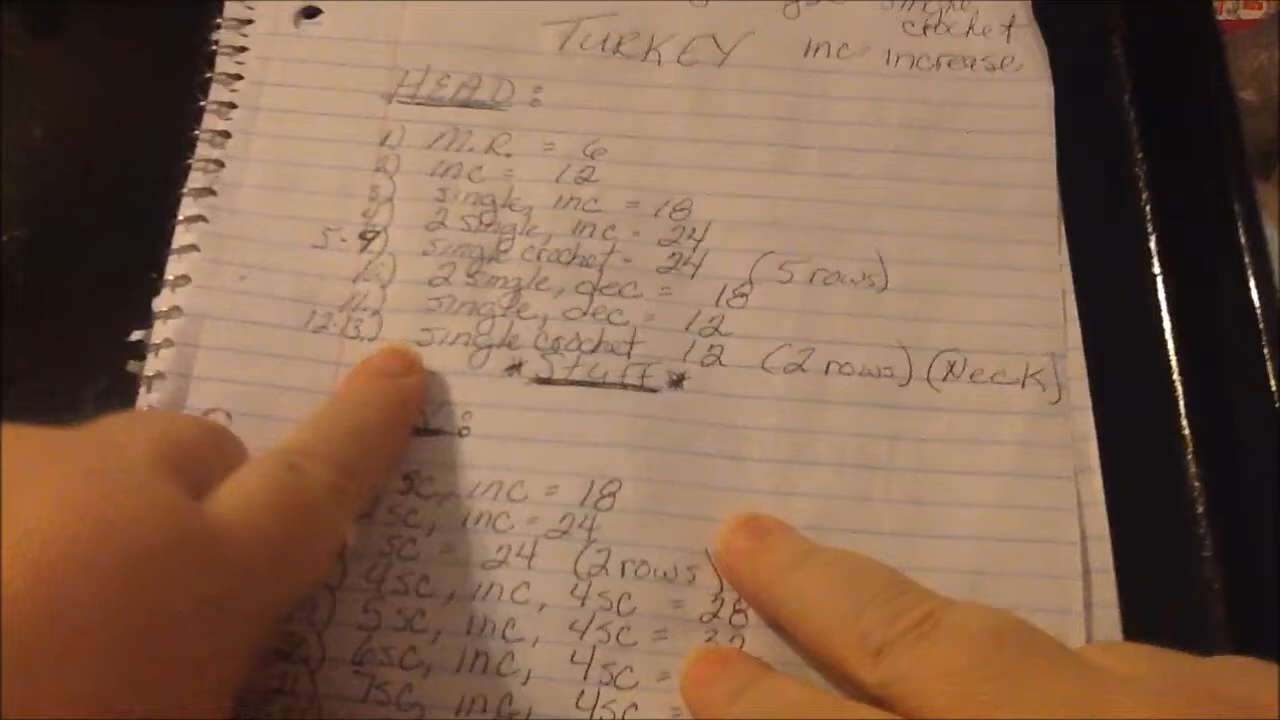 single
crochet
TURKEY inc increase
HEAD:
1) M.R. = 6
2) inc = 12
3) single, inc = 18
4) 2 single, inc - 24
5-9) single crochet - 24 (5 rows)
10.) 2 single, dec = 18
11.) single, dec = 12
12-13.) single crochet 12 (2 rows) (Neck)
*Stuff*
:
sc, inc = 18
2sc, inc = 24
sc = 24 (2 rows)
4sc, inc, 4sc = 28
5sc, inc, 4sc =
6sc, inc, 4sc =
11) 7sc, inc, 4sc =